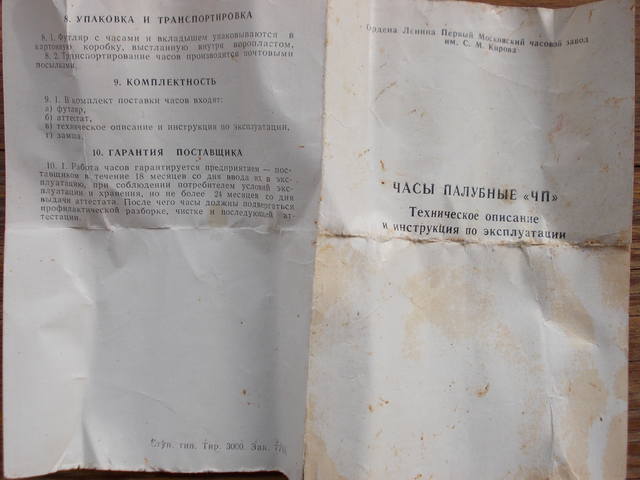 8. УПАКОВКА И ТРАНСПОРТИРОВКА
8. 1. Футляр с часами и вкладышем упаковываются в
картонную коробку, выстланную внутри поропластом.
8. 2. Транспортирование часов производится почтовыми
посылками.
9. КОМПЛЕКТНОСТЬ
9. 1. В комплект поставки часов входят:
а) футляр,
б) аттестат,
в) техническое описание и инструкция по эксплуатации,
г) замша.
10. ГАРАНТИЯ ПОСТАВЩИКА
10. 1. Работа часов гарантируется предприятием — пос-
тавщиков в течение 18 месяцев со дня ввода их в экс-
плуатацию, при соблюдении потребителем условий экс-
плуатации и хранения, но не более 24 месяцев со дня
выдачи аттестата. После чего часы должны подвергаться
профилактической разборке, чистке и последующей ат-
тестации.
тип. Тир. 3000. Зак.
Ордена Ленина Первый Московский часовой завод
им. С. М. Кирова
ЧАСЫ ПАЛУБНЫЕ «ЧП»
Техническое описание
и инструкция по эксплуатации